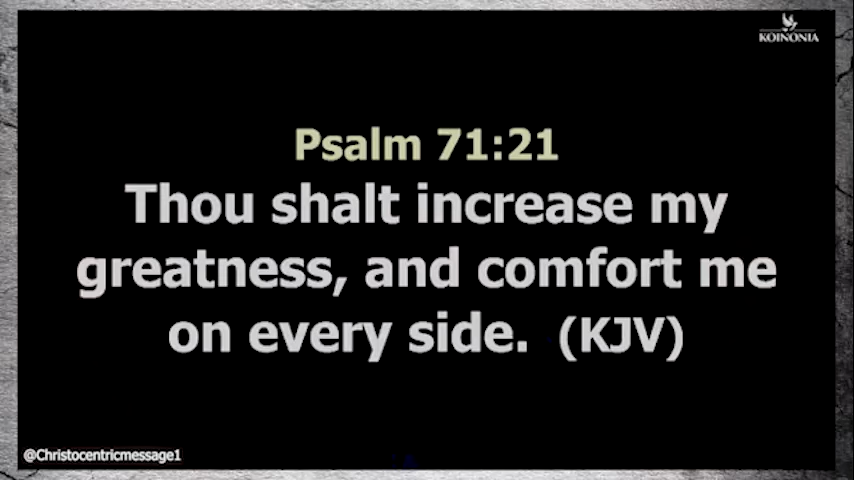 KOINONIA
Psalm 71:21
Thou shalt increase my
greatness, and comfort me
on every side. (KJV)
@Christocentricmessage1